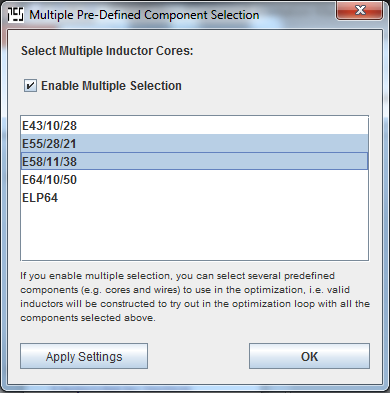 PES Multiple Pre-Defined Component Selection
Select Multiple Inductor Cores:
Enable Multiple Selection
E43/10/28
E55/28/21
E58/11/38
E64/10/50
ELP64
If you enable multiple selection, you can select several predefined
components (e.g. cores and wires) to use in the optimization, i.e. valid
inductors will be constructed to try out in the optimization loop with all the
components selected above.
Apply Settings
OK